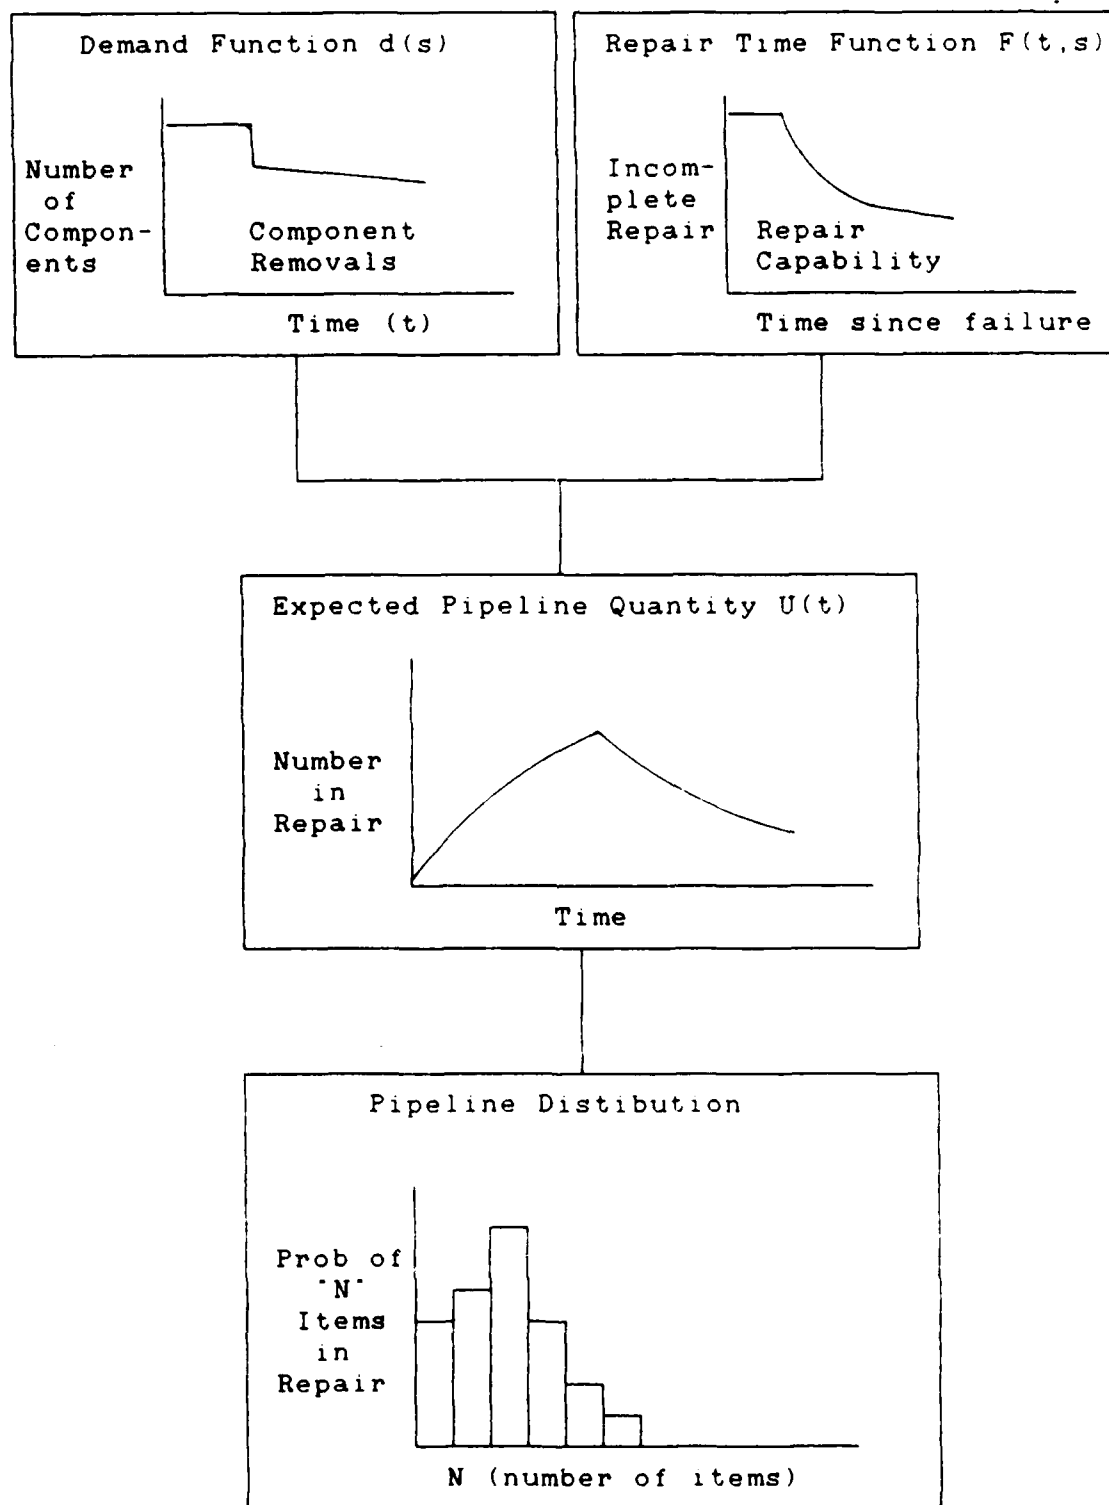 Demand Function d(s)
Number
of
Compon-
ents
Component
Removals
Time (t)
Repair Time Function F(t,s)
Incom-
plete
Repair
Repair
Capability
Time since failure
Expected Pipeline Quantity U(t)
Number
in
Repair
Time
Pipeline Distibution
Prob of
"N"
Items
in
Repair
N (number of items)